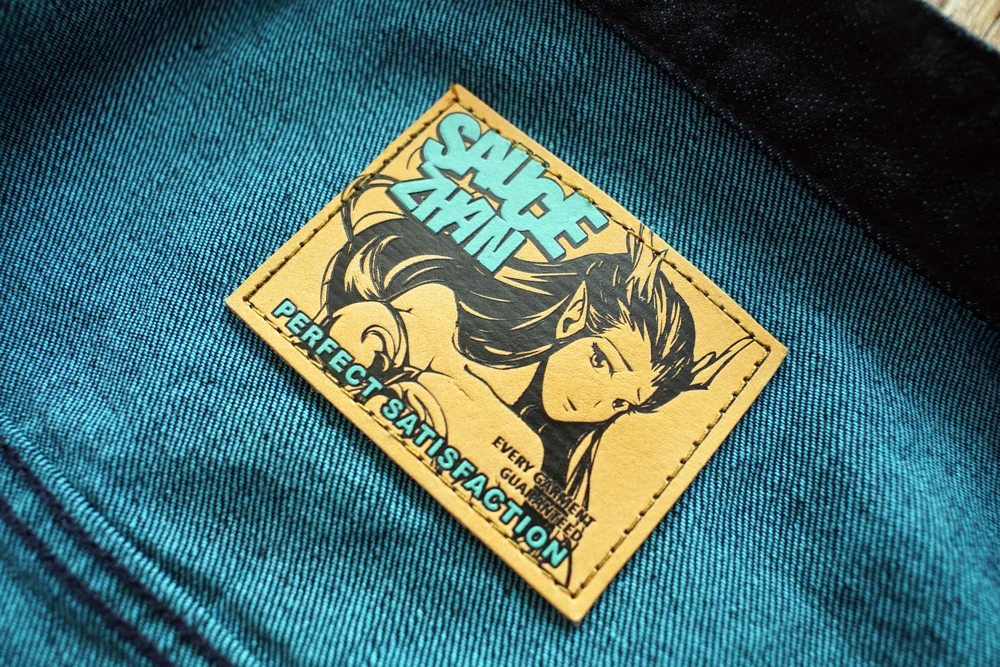 SAUCE
ZHAN
PERFECT SATISFACTION
EVERY GARMENT
GUARANTEED